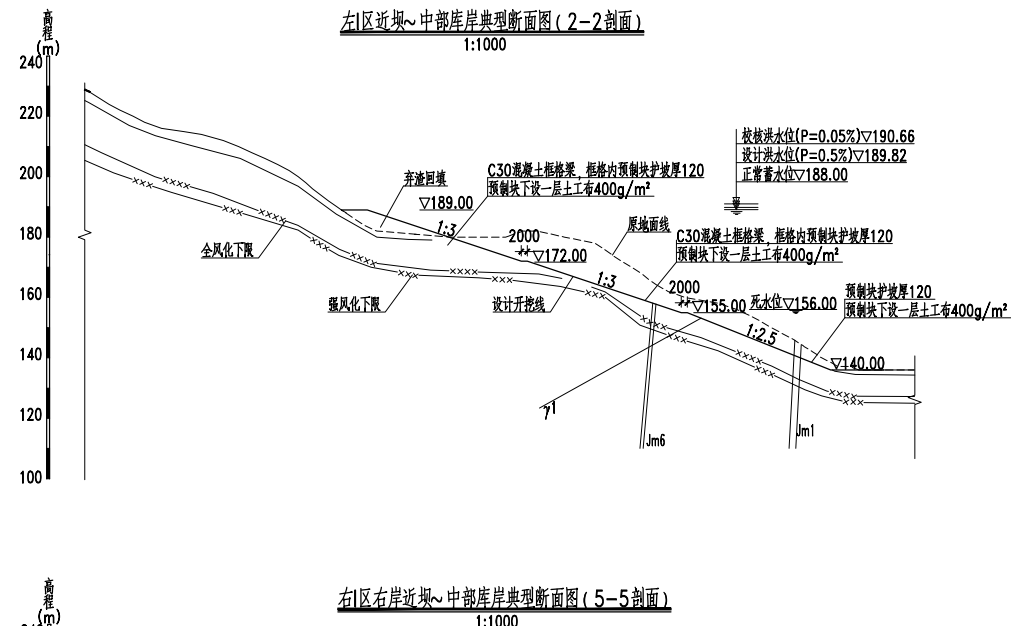 高程
(m)
左I区近坝~中部库岸典型断面图(2-2剖面)
1:1000
240
220
200
180
160
140
120
100
校核洪水位(P=0.05%)▽190.66
设计洪水位(P=0.5%)▽189.82
正常蓄水位▽188.00
C30混凝土框格梁，框格内预制块护坡厚120
预制块下设一层土工布400g/m²
弃渣回填
▽189.00
1:3
2000
▽172.00
原地面线
C30混凝土框格梁，框格内预制块护坡厚120
预制块下设一层土工布400g/m²
全风化下限
强风化下限
设计开挖线
1:3
2000
▽155.00
死水位▽156.00
预制块护坡厚120
预制块下设一层土工布400g/m²
1:2.5
▽140.00
γ1
Jm6
Jm1
高程
(m)
右I区右岸近坝~中部库岸典型断面图(5-5剖面)
1:1000